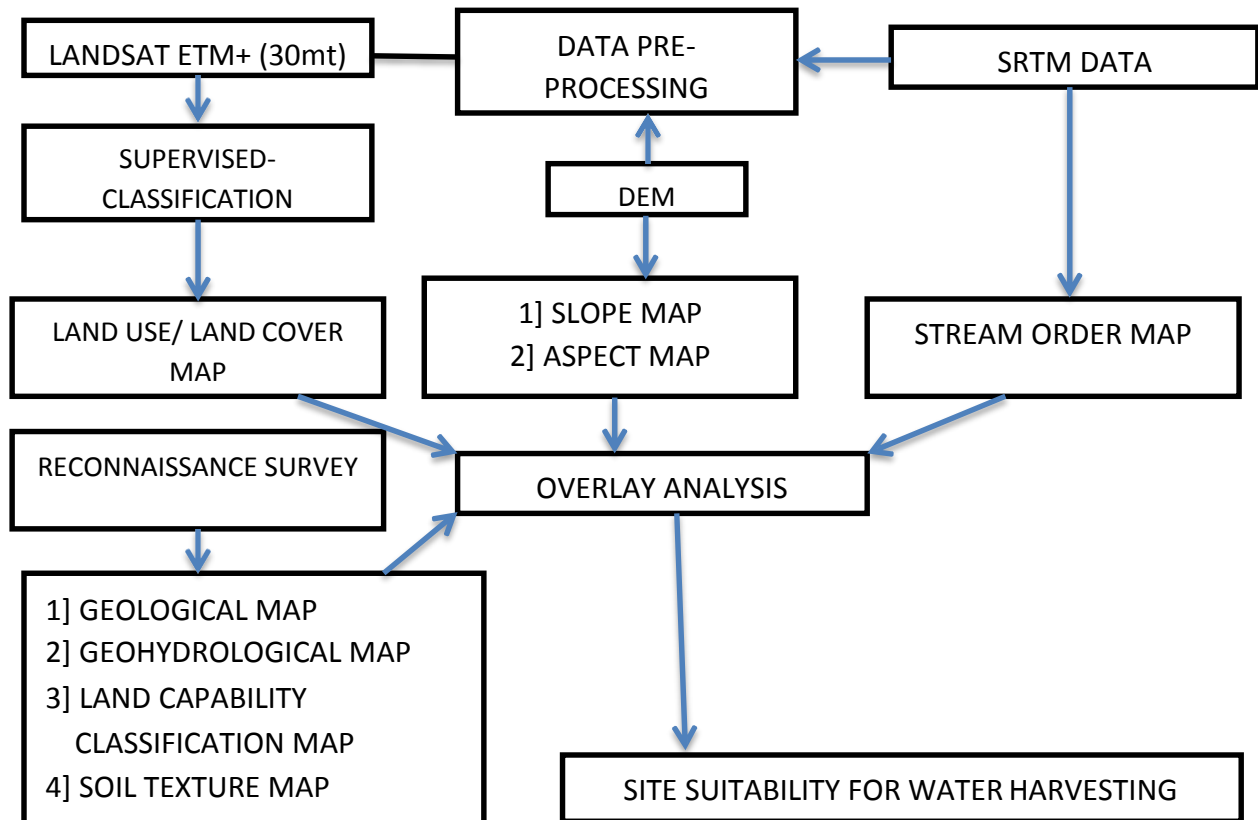 LANDSAT ETM+ (30mt)
DATA PRE-
PROCESSING
SRTM DATA
SUPERVISED-
CLASSIFICATION
DEM
LAND USE/ LAND COVER
MAP
1] SLOPE MAP
2] ASPECT MAP
STREAM ORDER MAP
RECONNAISSANCE SURVEY
OVERLAY ANALYSIS
1] GEOLOGICAL MAP
2] GEOHYDROLOGICAL MAP
3] LAND CAPABILITY
CLASSIFICATION MAP
4] SOIL TEXTURE MAP
SITE SUITABILITY FOR WATER HARVESTING